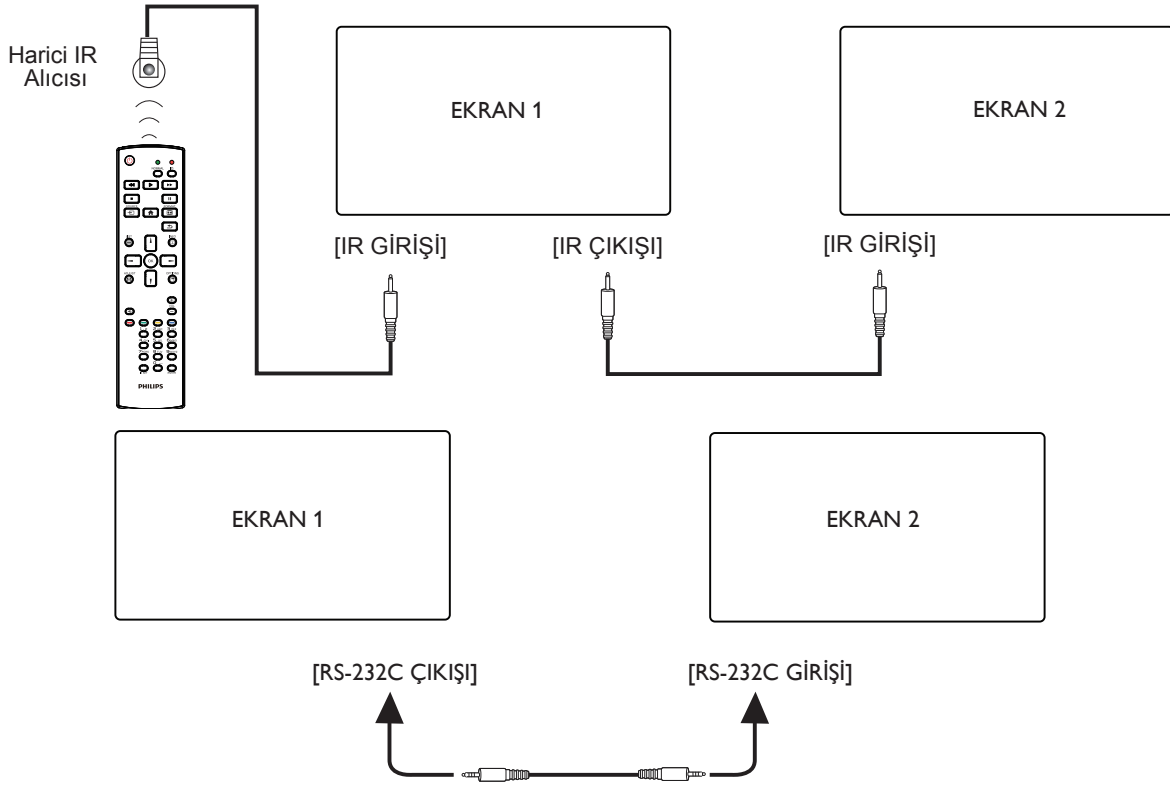 Harici IR
Alıcısı
EKRAN 1
EKRAN 2
[IR GİRİŞİ]
[IR ÇIKIŞI]
[IR GİRİŞİ]
PHILIPS
EKRAN 1
EKRAN 2
[RS-232C ÇIKIŞI]
[RS-232C GİRİŞİ]